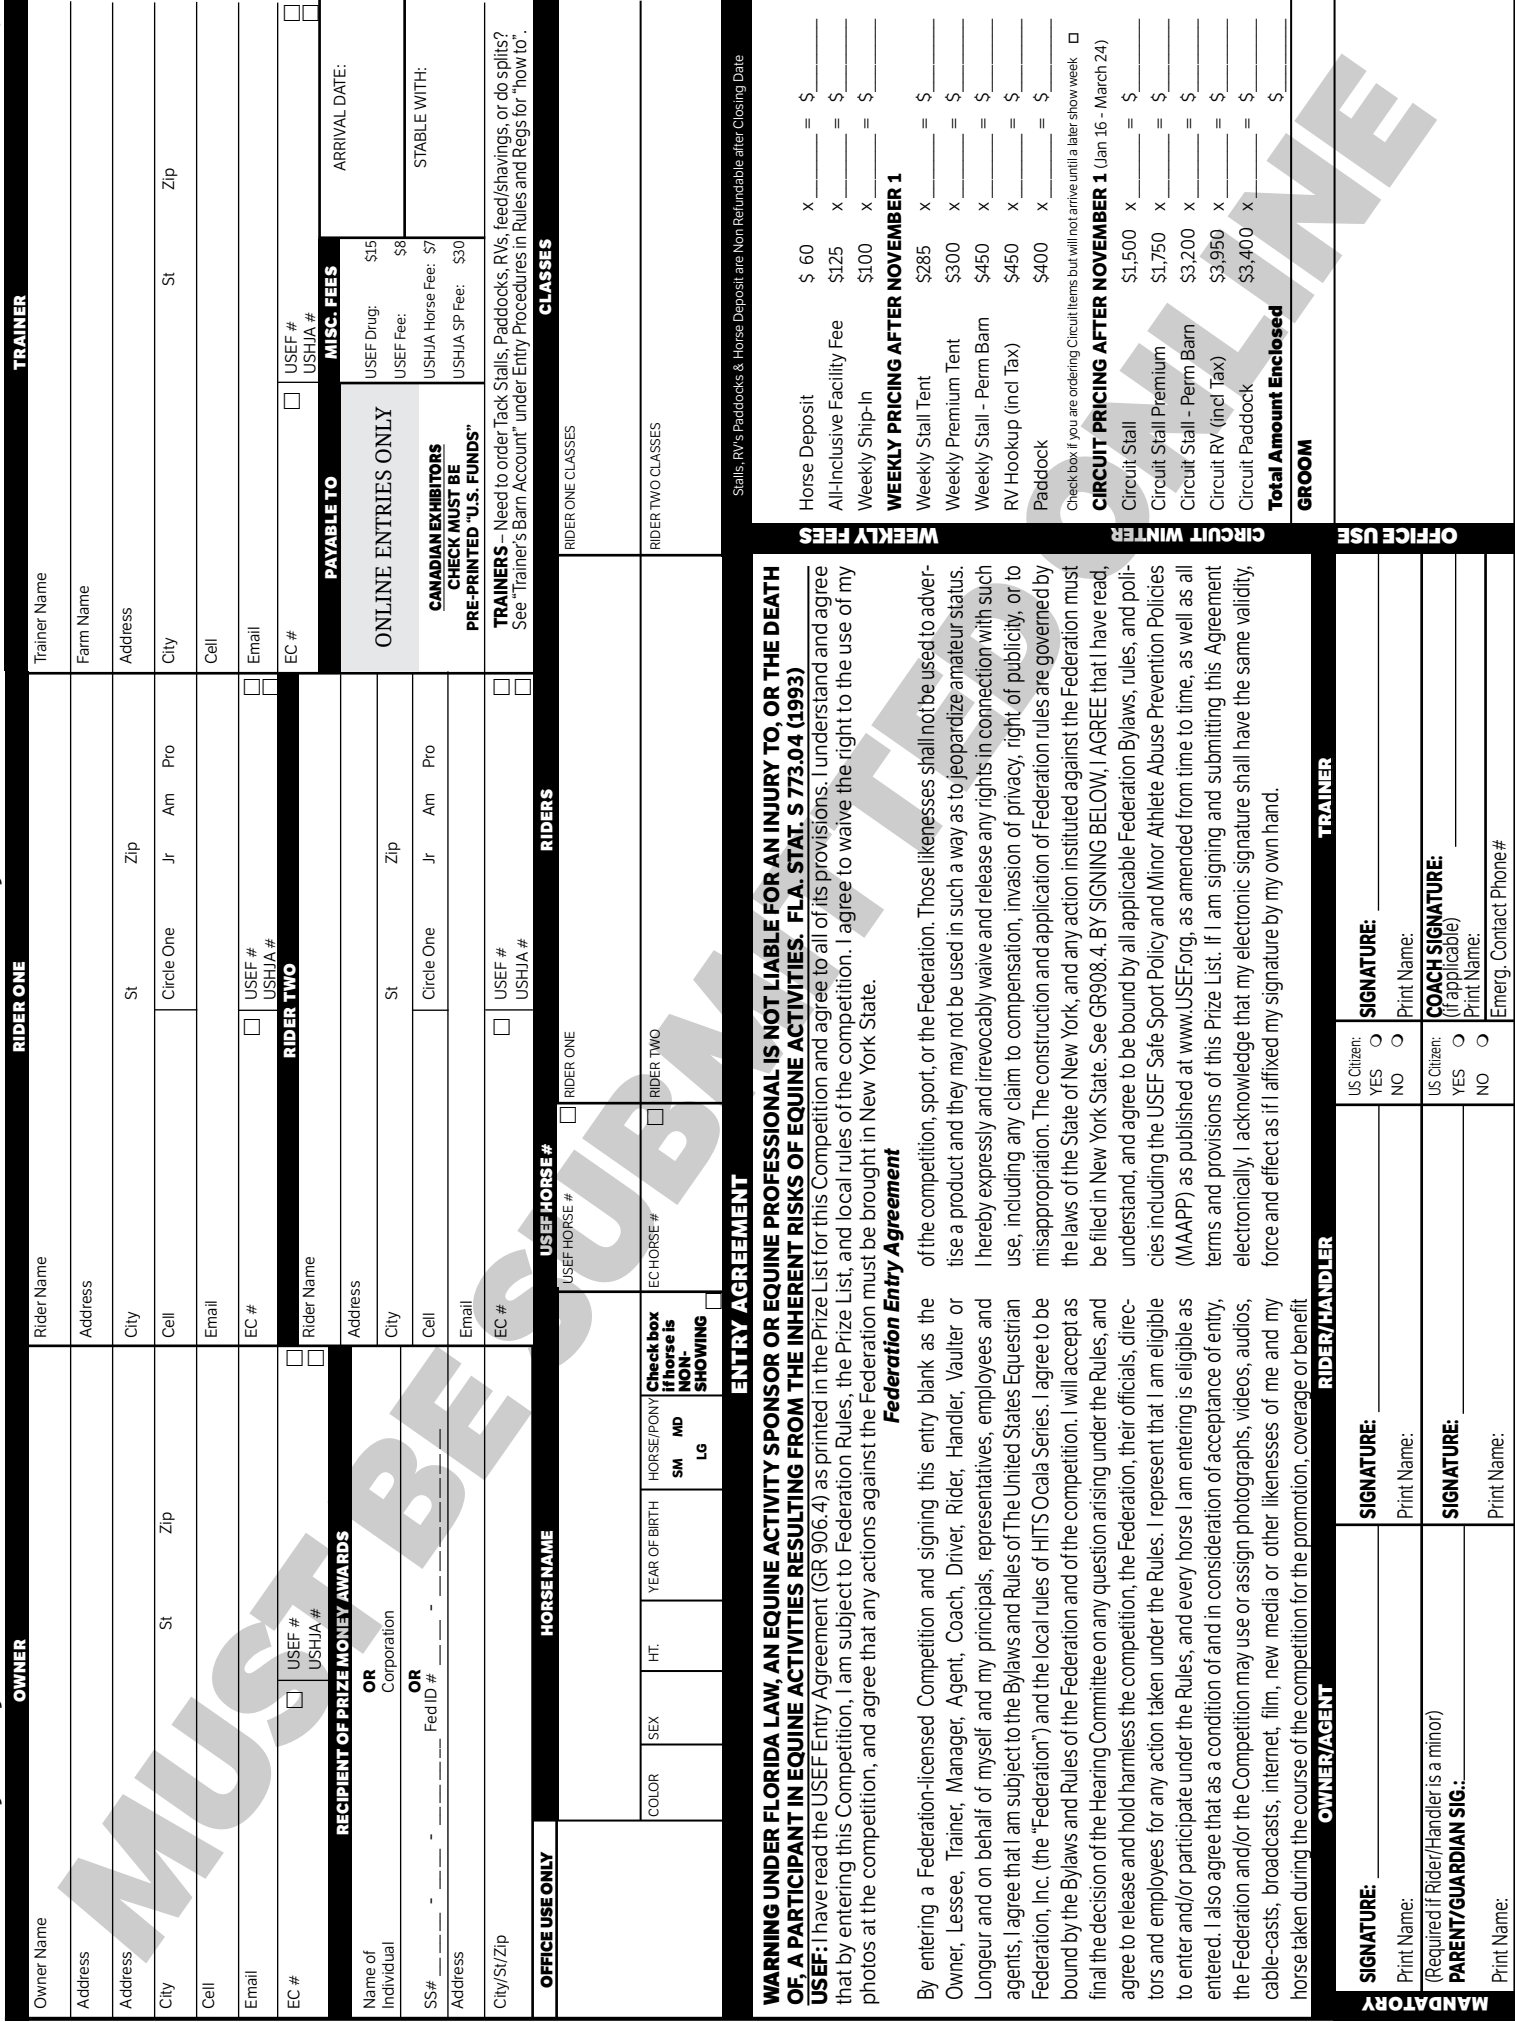 OWNER
Owner Name
Address
Address
City St Zip
Cell
Email
EC # ☐ USEF # ☐
USHJA # ☐
RECIPIENT OF PRIZE MONEY AWARDS
Name of Individual OR Corporation
SS# _ _ _ - _ _ - _ _ _ _ OR Fed ID # _ _ - _ _ _ _ _ _ _
Address
City/St/Zip
RIDER ONE
Rider Name
Address
City St Zip
Cell Circle One Jr Am Pro
Email
EC # ☐ USEF # ☐
USHJA # ☐
RIDER TWO
Rider Name
Address
City St Zip
Cell Circle One Jr Am Pro
Email
EC # ☐ USEF # ☐
USHJA # ☐
TRAINER
Trainer Name
Farm Name
Address
City St Zip
Cell
Email
EC # ☐ USEF # ☐
USHJA # ☐
PAYABLE TO
ONLINE ENTRIES ONLY
CANADIAN EXHIBITORS
CHECK MUST BE
PRE-PRINTED "U.S. FUNDS"
MISC. FEES
USEF Drug: $15
USEF Fee: $8
USHJA Horse Fee: $7
USHJA SP Fee: $30
ARRIVAL DATE:
STABLE WITH:
TRAINERS – Need to order Tack Stalls, Paddocks, RVs, feed/shavings, or do splits?
See "Trainer's Barn Account" under Entry Procedures in Rules and Regs for "how to".
OFFICE USE ONLY
HORSE NAME
COLOR
SEX
HT.
YEAR OF BIRTH
HORSE/PONY
SM MD
LG
Check box
if horse is
NON-
SHOWING ☐
USEF HORSE #
USEF HORSE # ☐
EC HORSE # ☐
RIDERS
RIDER ONE
RIDER TWO
CLASSES
RIDER ONE CLASSES
RIDER TWO CLASSES
ENTRY AGREEMENT
Stalls, RV's Paddocks & Horse Deposit are Non Refundable after Closing Date
WARNING UNDER FLORIDA LAW, AN EQUINE ACTIVITY SPONSOR OR EQUINE PROFESSIONAL IS NOT LIABLE FOR AN INJURY TO, OR THE DEATH
OF, A PARTICIPANT IN EQUINE ACTIVITIES RESULTING FROM THE INHERENT RISKS OF EQUINE ACTIVITIES. FLA. STAT. S 773.04 (1993)
USEF: I have read the USEF Entry Agreement (GR 906.4) as printed in the Prize List for this Competition and agree to all of its provisions. I understand and agree
that by entering this Competition, I am subject to Federation Rules, the Prize List, and local rules of the competition. I agree to waive the right to the use of my
photos at the competition, and agree that any actions against the Federation must be brought in New York State.
Federation Entry Agreement
By entering a Federation-licensed Competition and signing this entry blank as the
Owner, Lessee, Trainer, Manager, Agent, Coach, Driver, Rider, Handler, Vaulter or
Longeur and on behalf of myself and my principals, representatives, employees and
agents, I agree that I am subject to the Bylaws and Rules of The United States Equestrian
Federation, Inc. (the "Federation") and the local rules of HITS Ocala Series. I agree to be
bound by the Bylaws and Rules of the Federation and of the competition. I will accept as
final the decision of the Hearing Committee on any question arising under the Rules, and
agree to release and hold harmless the competition, the Federation, their officials, direc-
tors and employees for any action taken under the Rules. I represent that I am eligible
to enter and/or participate under the Rules, and every horse I am entering is eligible as
entered. I also agree that as a condition of and in consideration of acceptance of entry,
the Federation and/or the Competition may use or assign photographs, videos, audios,
cable-casts, broadcasts, internet, film, new media or other likenesses of me and my
horse taken during the course of the competition for the promotion, coverage or benefit
of the competition, sport, or the Federation. Those likenesses shall not be used to adver-
tise a product and they may not be used in such a way as to jeopardize amateur status.
I hereby expressly and irrevocably waive and release any rights in connection with such
use, including any claim to compensation, invasion of privacy, right of publicity, or to
misappropriation. The construction and application of Federation rules are governed by
the laws of the State of New York, and any action instituted against the Federation must
be filed in New York State. See GR908.4. BY SIGNING BELOW, I AGREE that I have read,
understand, and agree to be bound by all applicable Federation Bylaws, rules, and poli-
cies including the USEF Safe Sport Policy and Minor Athlete Abuse Prevention Policies
(MAAPP) as published at www.USEF.org, as amended from time to time, as well as all
terms and provisions of this Prize List. If I am signing and submitting this Agreement
electronically, I acknowledge that my electronic signature shall have the same validity,
force and effect as if I affixed my signature by my own hand.
WEEKLY FEES
Horse Deposit $ 60 x ____ = $ ____
All-Inclusive Facility Fee $125 x ____ = $ ____
Weekly Ship-In $100 x ____ = $ ____
WEEKLY PRICING AFTER NOVEMBER 1
Weekly Stall Tent $285 x ____ = $ ____
Weekly Premium Tent $300 x ____ = $ ____
Weekly Stall - Perm Barn $450 x ____ = $ ____
RV Hookup (incl Tax) $450 x ____ = $ ____
Paddock $400 x ____ = $ ____
Check box if you are ordering Circuit Items but will not arrive until a later show week ☐
CIRCUIT WINTER
CIRCUIT PRICING AFTER NOVEMBER 1 (Jan 16 - March 24)
Circuit Stall $1,500 x ____ = $ ____
Circuit Stall Premium $1,750 x ____ = $ ____
Circuit Stall - Perm Barn $3,200 x ____ = $ ____
Circuit RV (incl Tax) $3,950 x ____ = $ ____
Circuit Paddock $3,400 x ____ = $ ____
Total Amount Enclosed $ ____
GROOM
OFFICE USE
MANDATORY
OWNER/AGENT
SIGNATURE: ____
Print Name:
(Required if Rider/Handler is a minor)
PARENT/GUARDIAN SIG.: ____
Print Name:
RIDER/HANDLER
SIGNATURE: ____
Print Name:
US Citizen:
YES ❍
NO ❍
SIGNATURE: ____
Print Name:
US Citizen:
YES ❍
NO ❍
TRAINER
SIGNATURE: ____
Print Name:
COACH SIGNATURE: ____
(if applicable)
Print Name:
Emerg. Contact Phone#
MUST BE SUBMITTED ONLINE